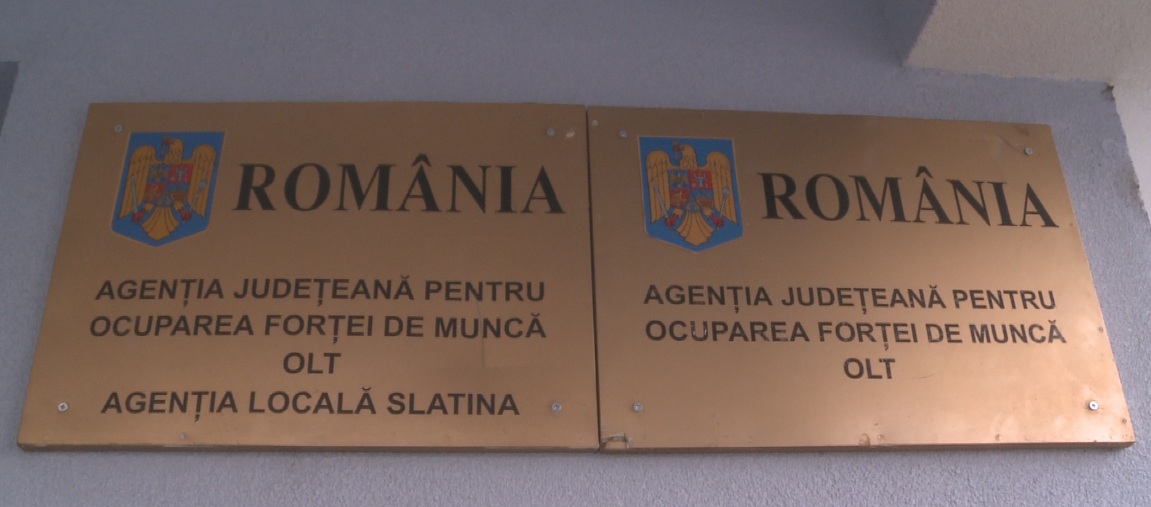 ROMÂNIA
AGENȚIA JUDEȚEANĂ PENTRU
OCUPAREA FORȚEI DE MUNCĂ
OLT
AGENȚIA LOCALĂ SLATINA
ROMÂNIA
AGENȚIA JUDEȚEANĂ PENTRU
OCUPAREA FORȚEI DE MUNCĂ
OLT